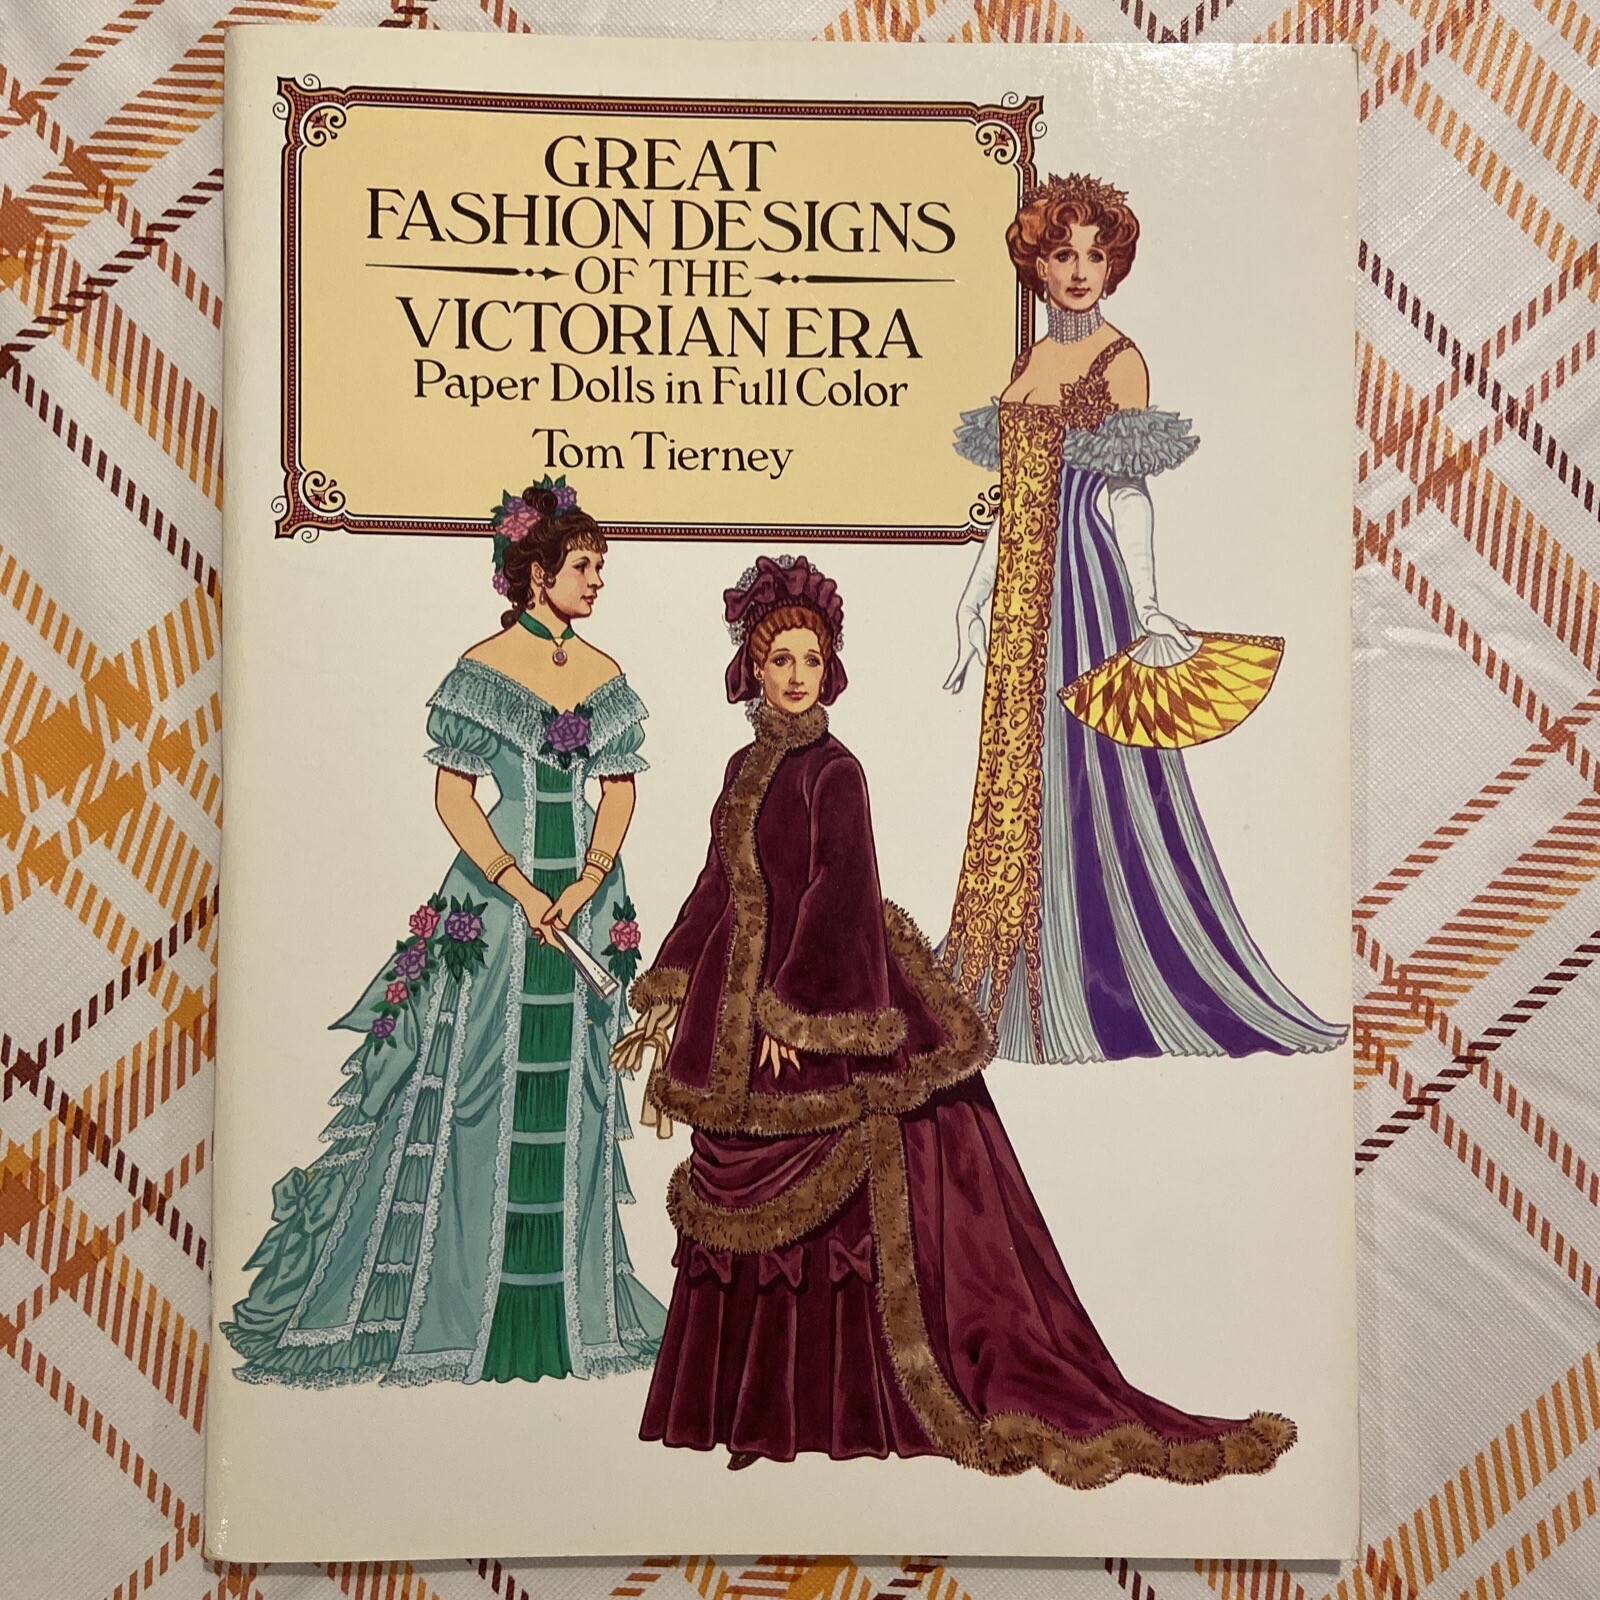 GREAT
FASHION DESIGNS
OF THE
VICTORIAN ERA
Paper Dolls in Full Color
Tom Tierney